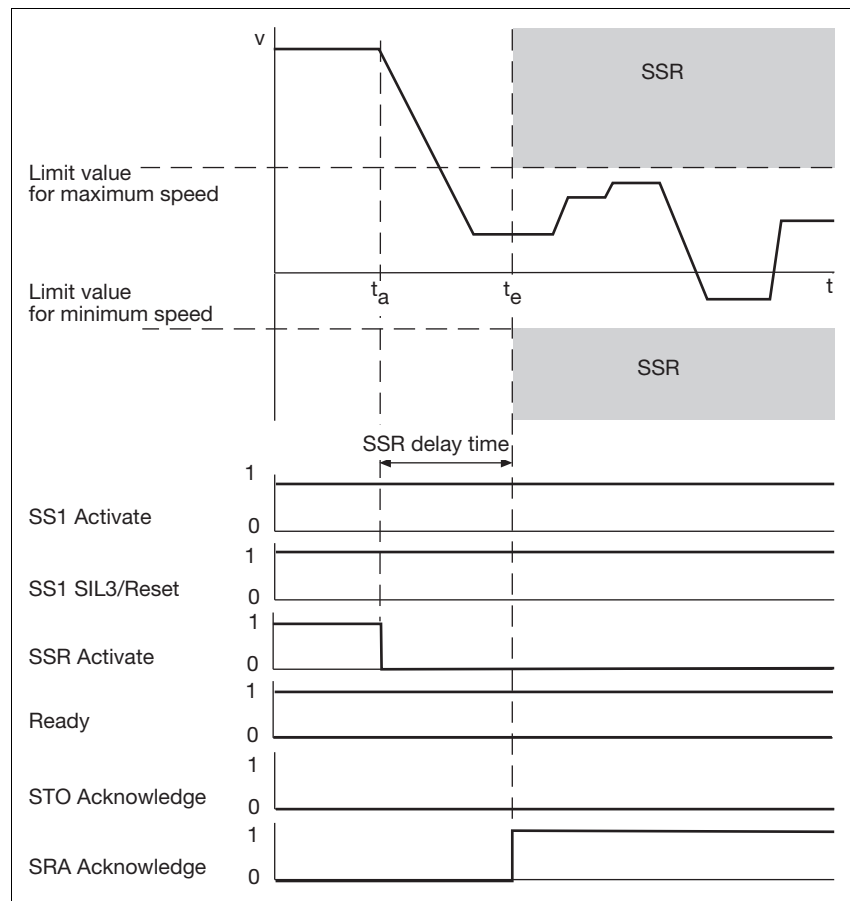 v
SSR
Limit value
for maximum speed
ta
te
t
Limit value
for minimum speed
SSR
SSR delay time
1
SS1 Activate
0
1
SS1 SIL3/Reset
0
1
SSR Activate
0
1
Ready
0
1
STO Acknowledge
0
1
SRA Acknowledge
0